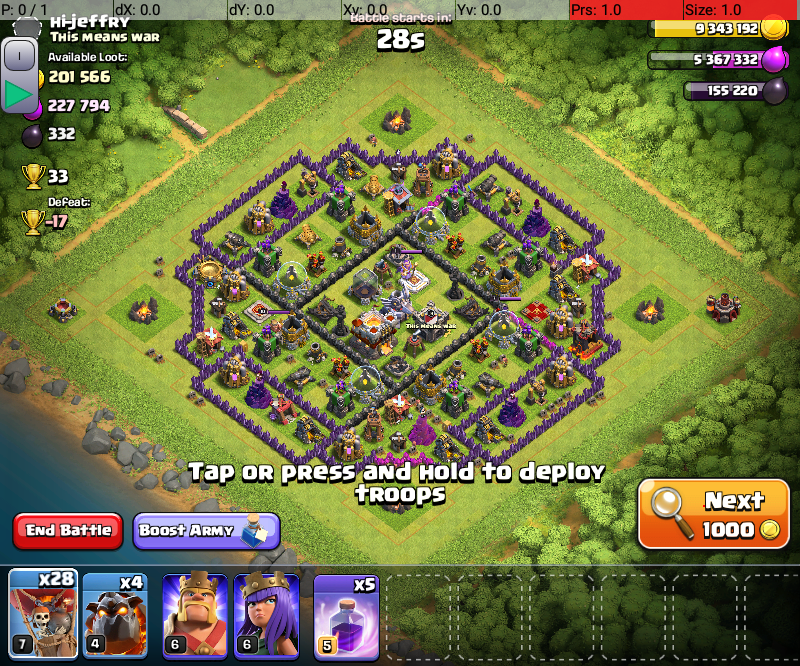 P: 0 / 1 dX: 0.0 dY: 0.0 Xv: 0.0 Yv: 0.0 Prs: 1.0 Size: 1.0
Hi-jeffry
This Means War
Battle starts in:
28s
9 343 192
5 367 332
155 220
Available Loot:
201 566
227 794
332
33
Defeat:
-17
This Means War
Tap or press and hold to deploy
troops
End Battle
Boost Army
Next
1000
x28
7
x4
4
6
6
x5
5